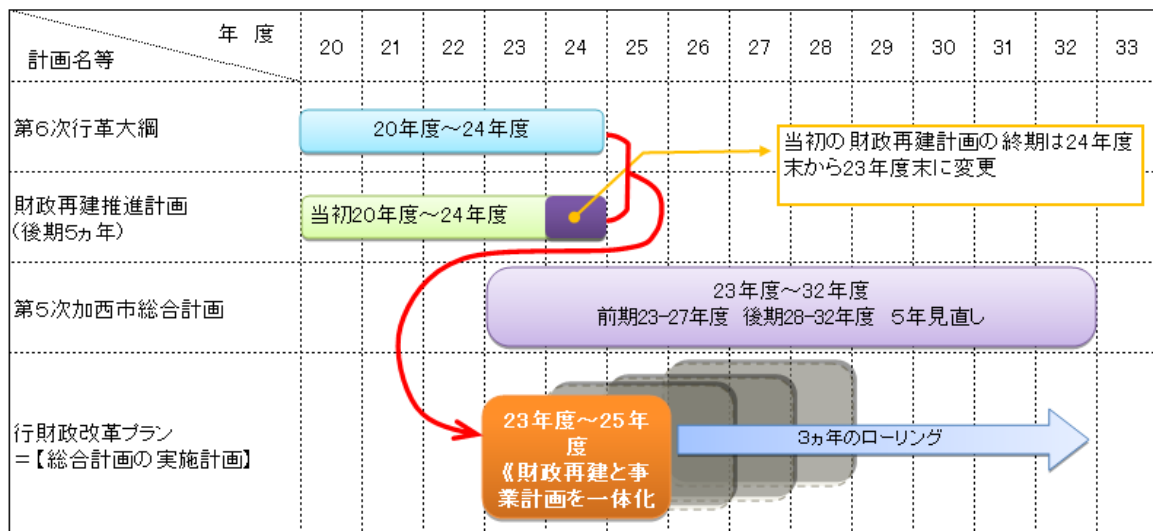 年 度
計画名等
20 21 22 23 24 25 26 27 28 29 30 31 32 33
第6次行革大綱
20年度～24年度
当初の財政再建計画の終期は24年度
末から23年度末に変更
財政再建推進計画
(後期5ヵ年)
当初20年度～24年度
第5次加西市総合計画
23年度～32年度
前期23-27年度 後期28-32年度 5年見直し
行財政改革プラン
＝【総合計画の実施計画】
23年度～25年
度
《財政再建と事
業計画を一体化
3ヵ年のローリング